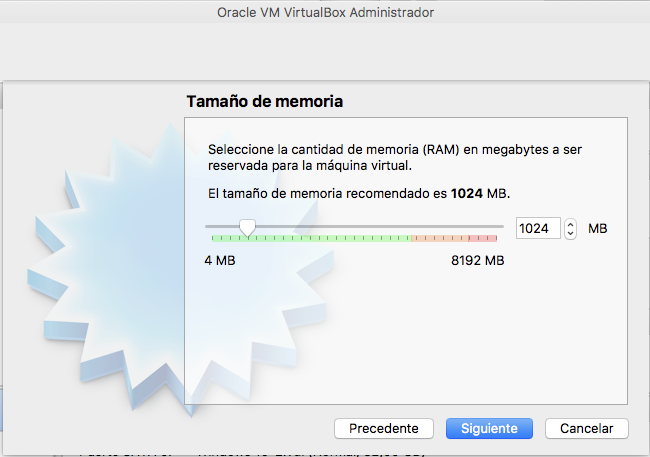 Oracle VM VirtualBox Administrador
Tamaño de memoria
Seleccione la cantidad de memoria (RAM) en megabytes a ser
reservada para la máquina virtual.
El tamaño de memoria recomendado es 1024 MB.
1024 MB
4 MB 8192 MB
Precedente Siguiente Cancelar